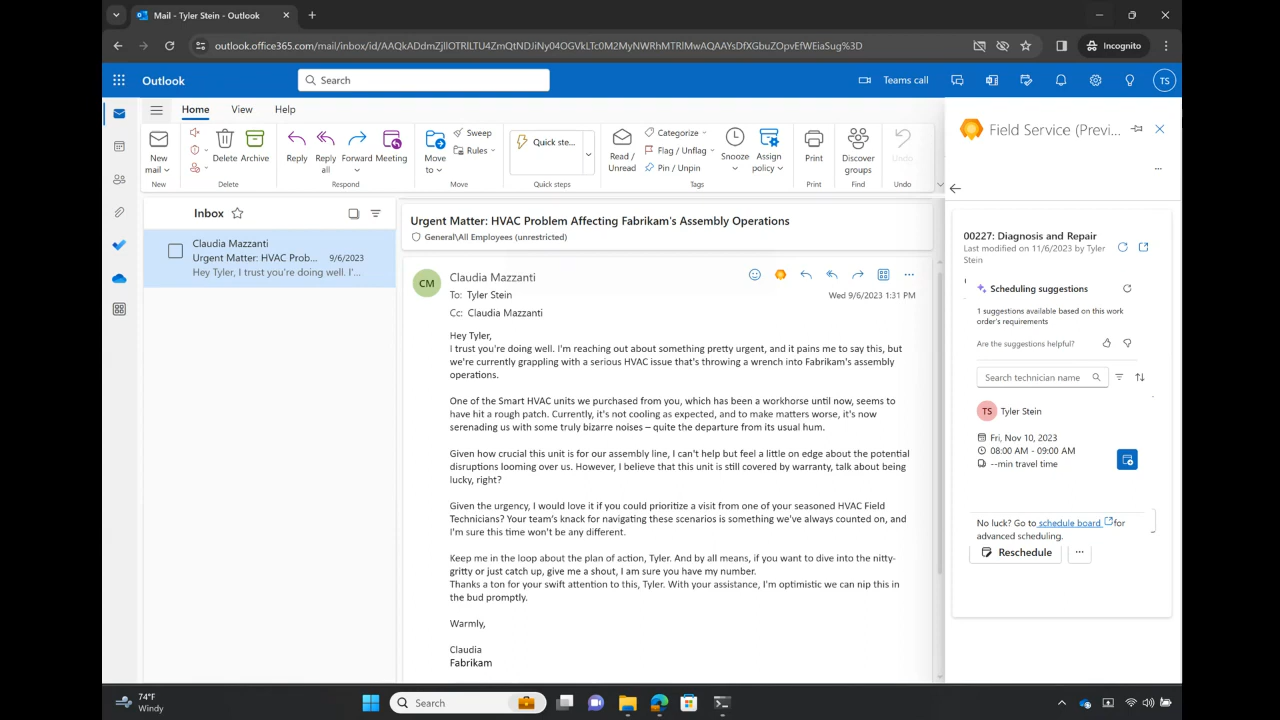 Mail - Tyler Stein - Outlook
outlook.office365.com/mail/inbox/id/AAQkADdmZjllOTRlLTU4ZmQtNDJiNy04OGVkLTc0M2MyNWRhMTRlMwAQAAYsDfXGbuZOpvEfWEiaSug%3D
Incognito
Outlook
Search
Teams call
TS
Home
View
Help
New mail
Delete
Archive
Reply
Reply all
Forward
Meeting
Move to
Sweep
Rules
Quick ste...
Read / Unread
Categorize
Flag / Unflag
Pin / Unpin
Snooze
Assign policy
Print
Discover groups
Undo
New
Delete
Respond
Move
Quick steps
Tags
Print
Find
Undo
Inbox
Claudia Mazzanti
Urgent Matter: HVAC Prob...
9/6/2023
Hey Tyler, I trust you're doing well. I'...
Urgent Matter: HVAC Problem Affecting Fabrikam's Assembly Operations
General\All Employees (unrestricted)
CM
Claudia Mazzanti
To: Tyler Stein
Cc: Claudia Mazzanti
Wed 9/6/2023 1:31 PM
Hey Tyler,
I trust you're doing well. I'm reaching out about something pretty urgent, and it pains me to say this, but
we're currently grappling with a serious HVAC issue that's throwing a wrench into Fabrikam's assembly
operations.
One of the Smart HVAC units we purchased from you, which has been a workhorse until now, seems to
have hit a rough patch. Currently, it's not cooling as expected, and to make matters worse, it's now
serenading us with some truly bizarre noises – quite the departure from its usual hum.
Given how crucial this unit is for our assembly line, I can't help but feel a little on edge about the potential
disruptions looming over us. However, I believe that this unit is still covered by warranty, talk about being
lucky, right?
Given the urgency, I would love it if you could prioritize a visit from one of your seasoned HVAC Field
Technicians? Your team's knack for navigating these scenarios is something we've always counted on, and
I'm sure this time won't be any different.
Keep me in the loop about the plan of action, Tyler. And by all means, if you want to dive into the nitty-
gritty or just catch up, give me a shout, I am sure you have my number.
Thanks a ton for your swift attention to this, Tyler. With your assistance, I'm optimistic we can nip this in
the bud promptly.
Warmly,
Claudia
Fabrikam
Field Service (Previ...
00227: Diagnosis and Repair
Last modified on 11/6/2023 by Tyler
Stein
Scheduling suggestions
1 suggestions available based on this work
order's requirements
Are the suggestions helpful?
Search technician name
TS
Tyler Stein
Fri, Nov 10, 2023
08:00 AM - 09:00 AM
--min travel time
No luck? Go to schedule board for
advanced scheduling.
Reschedule
74°F
Windy
Search